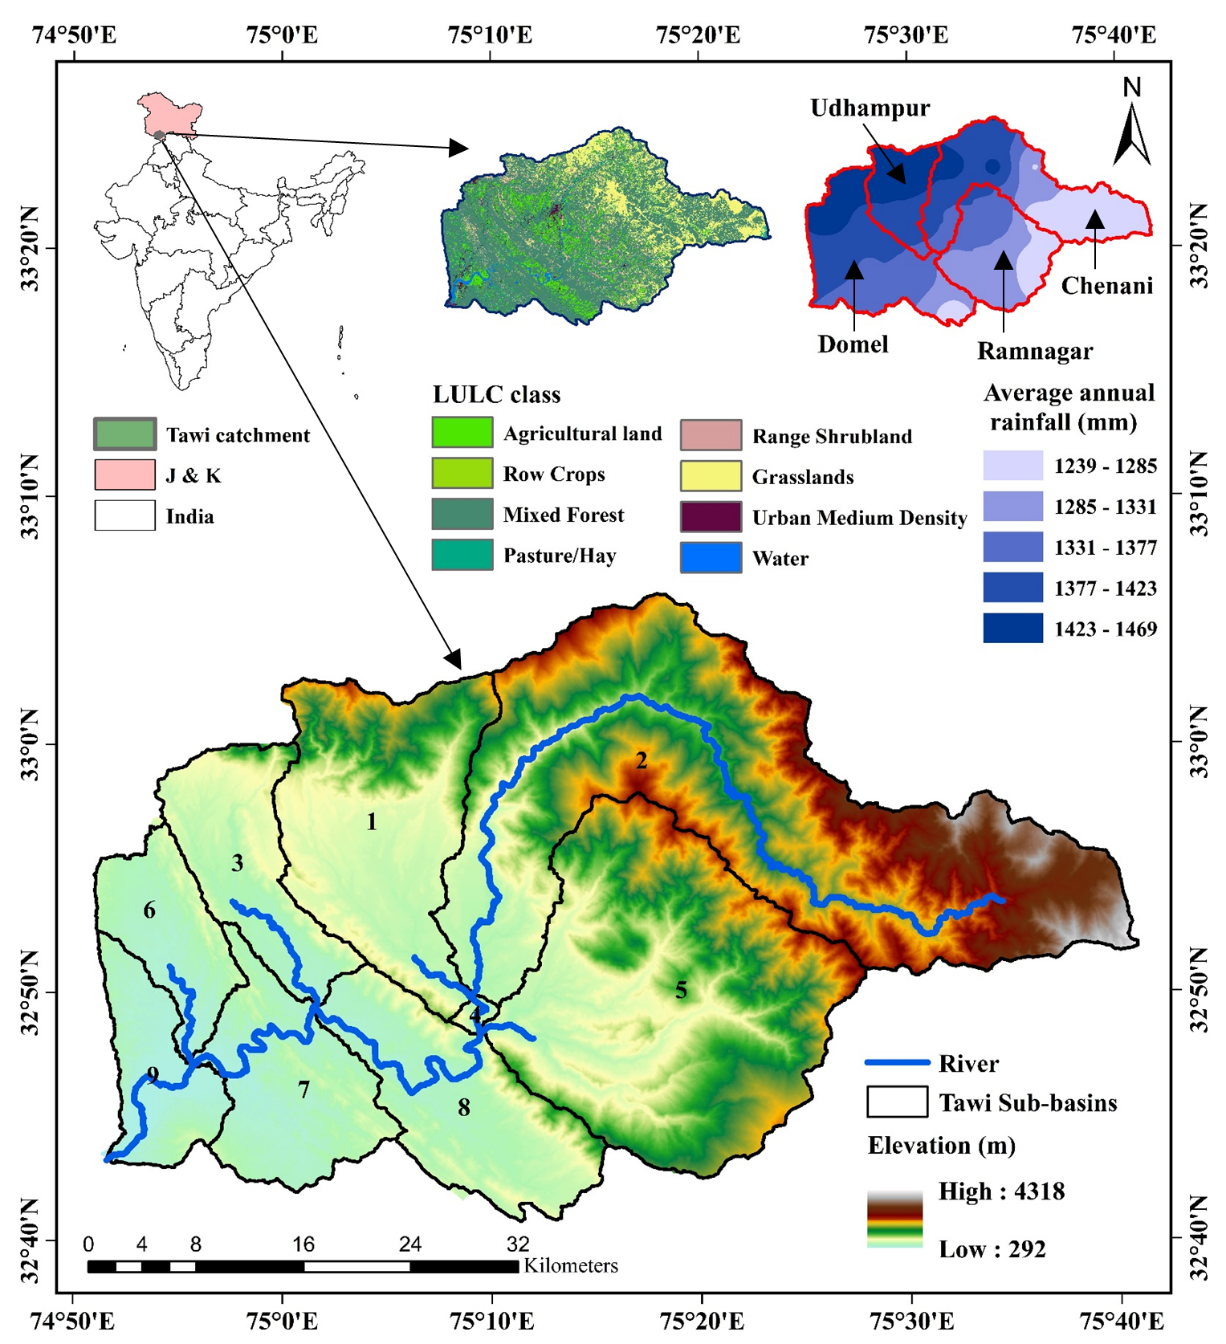 74°50'E 75°0'E 75°10'E 75°20'E 75°30'E 75°40'E
N
Udhampur
33°20'N
33°20'N
Chenani
Domel
Ramnagar
LULC class
Average annual
rainfall (mm)
Tawi catchment
J & K
India
Agricultural land
Row Crops
Mixed Forest
Pasture/Hay
Range Shrubland
Grasslands
Urban Medium Density
Water
1239 - 1285
1285 - 1331
1331 - 1377
1377 - 1423
1423 - 1469
33°10'N
33°10'N
33°0'N
33°0'N
2
1
3
6
5
4
9
7
8
32°50'N
32°50'N
River
Tawi Sub-basins
Elevation (m)
High : 4318
Low : 292
32°40'N
32°40'N
0 4 8 16 24 32
Kilometers
74°50'E 75°0'E 75°10'E 75°20'E 75°30'E 75°40'E